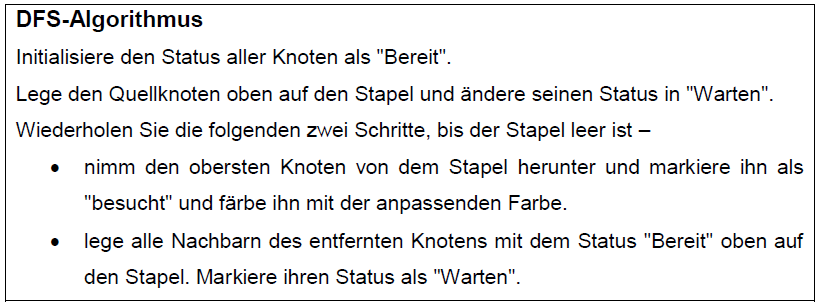 DFS-Algorithmus
Initialisiere den Status aller Knoten als "Bereit".
Lege den Quellknoten oben auf den Stapel und ändere seinen Status in "Warten".
Wiederholen Sie die folgenden zwei Schritte, bis der Stapel leer ist –
• nimm den obersten Knoten von dem Stapel herunter und markiere ihn als
"besucht" und färbe ihn mit der anpassenden Farbe.
• lege alle Nachbarn des entfernten Knotens mit dem Status "Bereit" oben auf
den Stapel. Markiere ihren Status als "Warten".